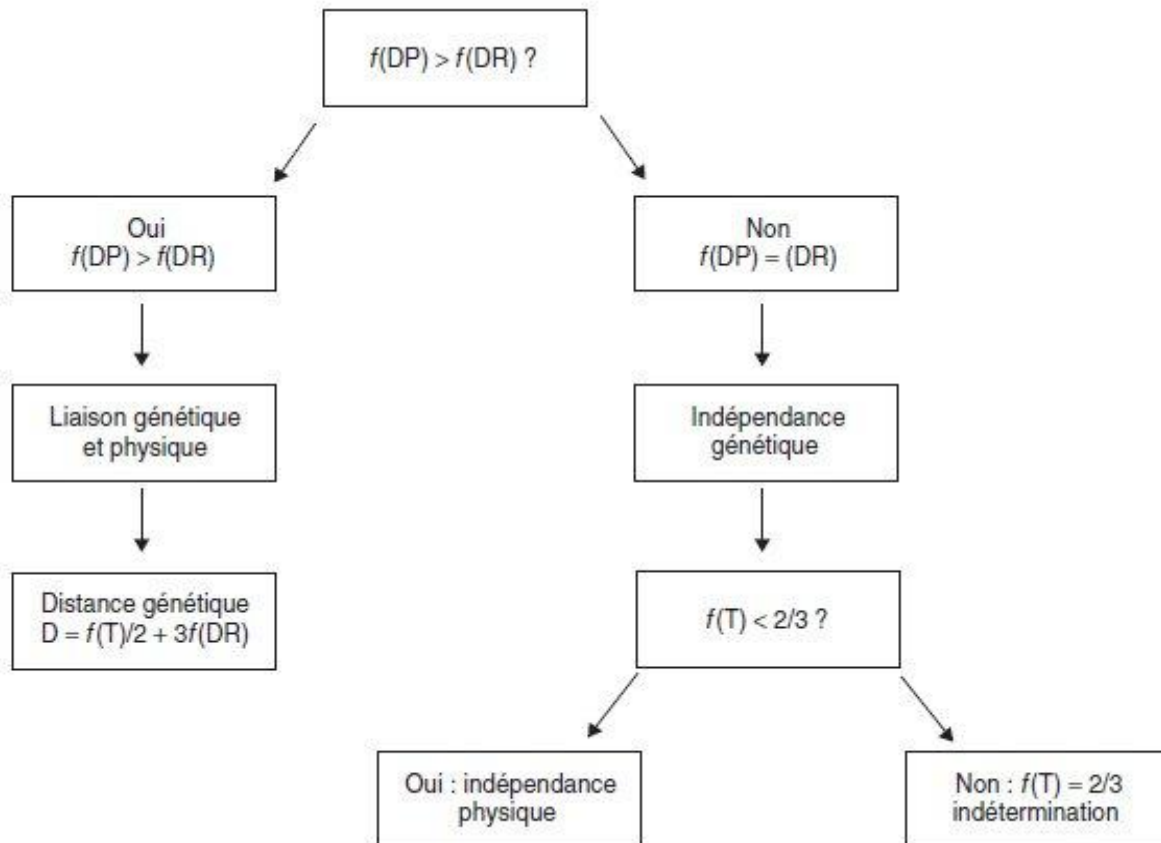 f(DP) > f(DR) ?
Oui
f(DP) > f(DR)
Non
f(DP) = (DR)
Liaison génétique
et physique
Indépendance
génétique
Distance génétique
D = f(T)/2 + 3f(DR)
f(T) < 2/3 ?
Oui : indépendance
physique
Non : f(T) = 2/3
indétermination